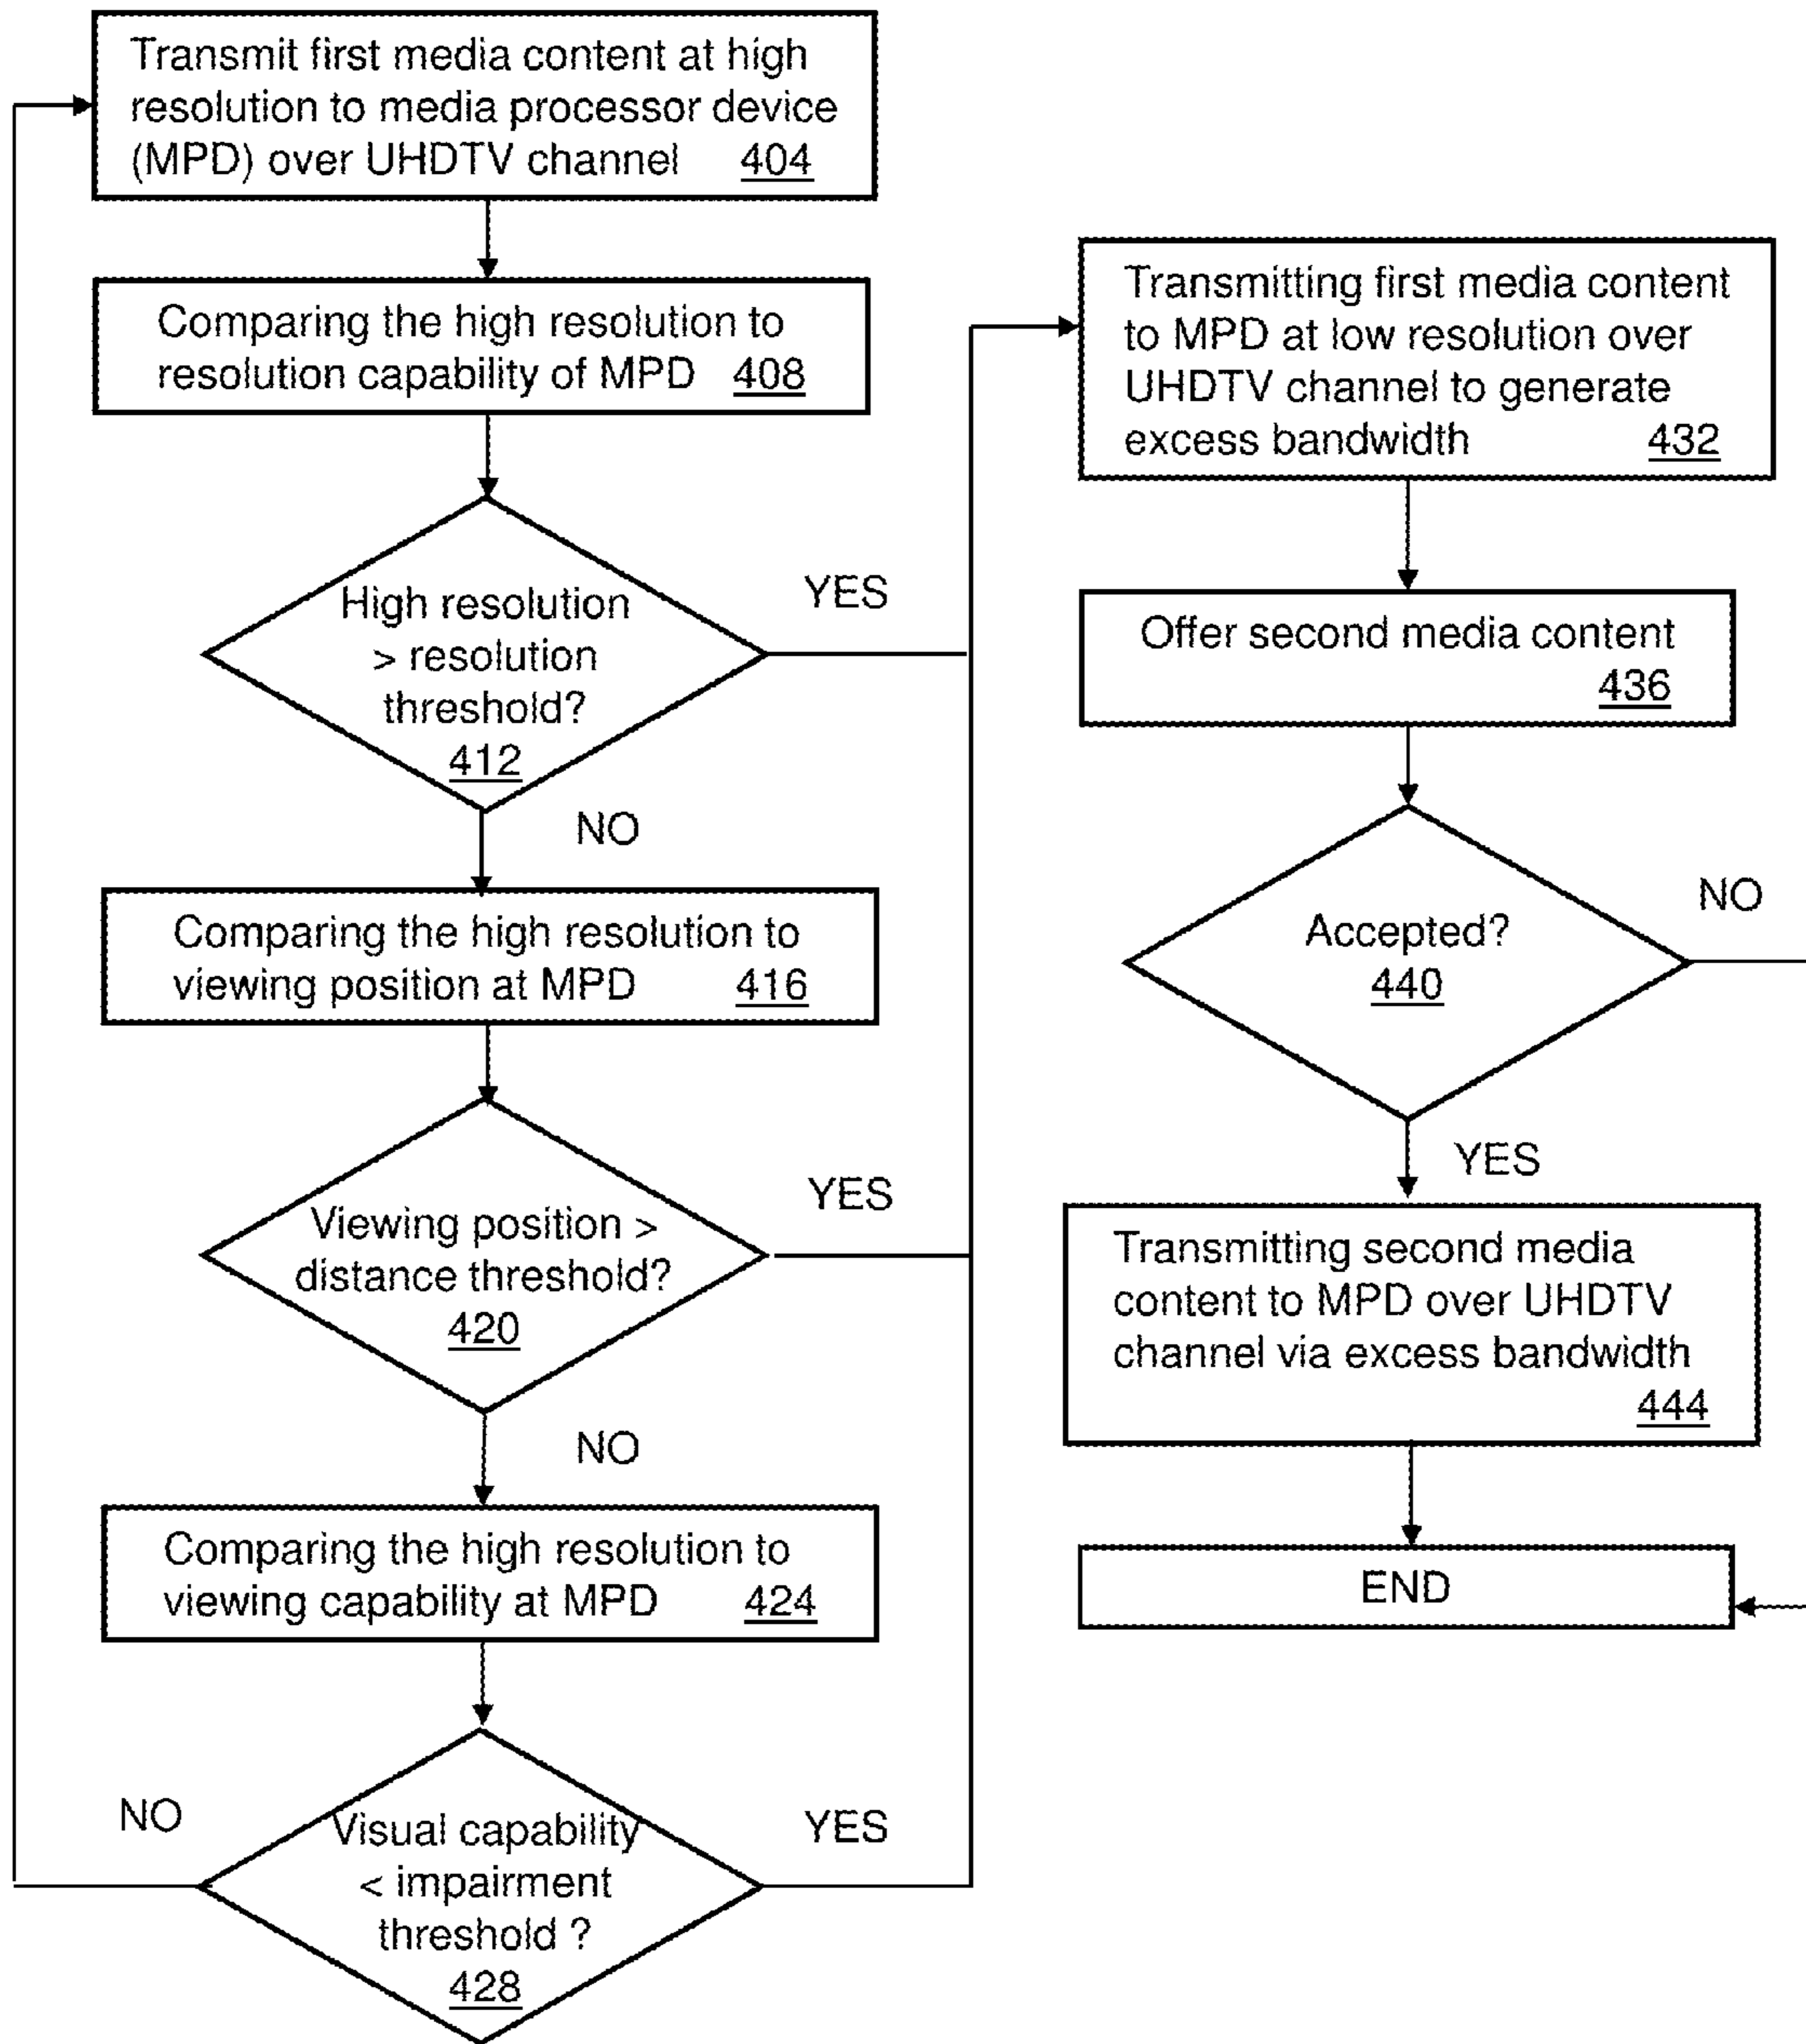 Transmit first media content at high
resolution to media processor device
(MPD) over UHDTV channel 404
Comparing the high resolution to
resolution capability of MPD 408
High resolution
> resolution
threshold?
412
YES
NO
Comparing the high resolution to
viewing position at MPD 416
Viewing position >
distance threshold?
420
YES
NO
Comparing the high resolution to
viewing capability at MPD 424
Visual capability
< impairment
threshold ?
428
NO
YES
Transmitting first media content
to MPD at low resolution over
UHDTV channel to generate
excess bandwidth 432
Offer second media content
436
Accepted?
440
NO
YES
Transmitting second media
content to MPD over UHDTV
channel via excess bandwidth
444
END